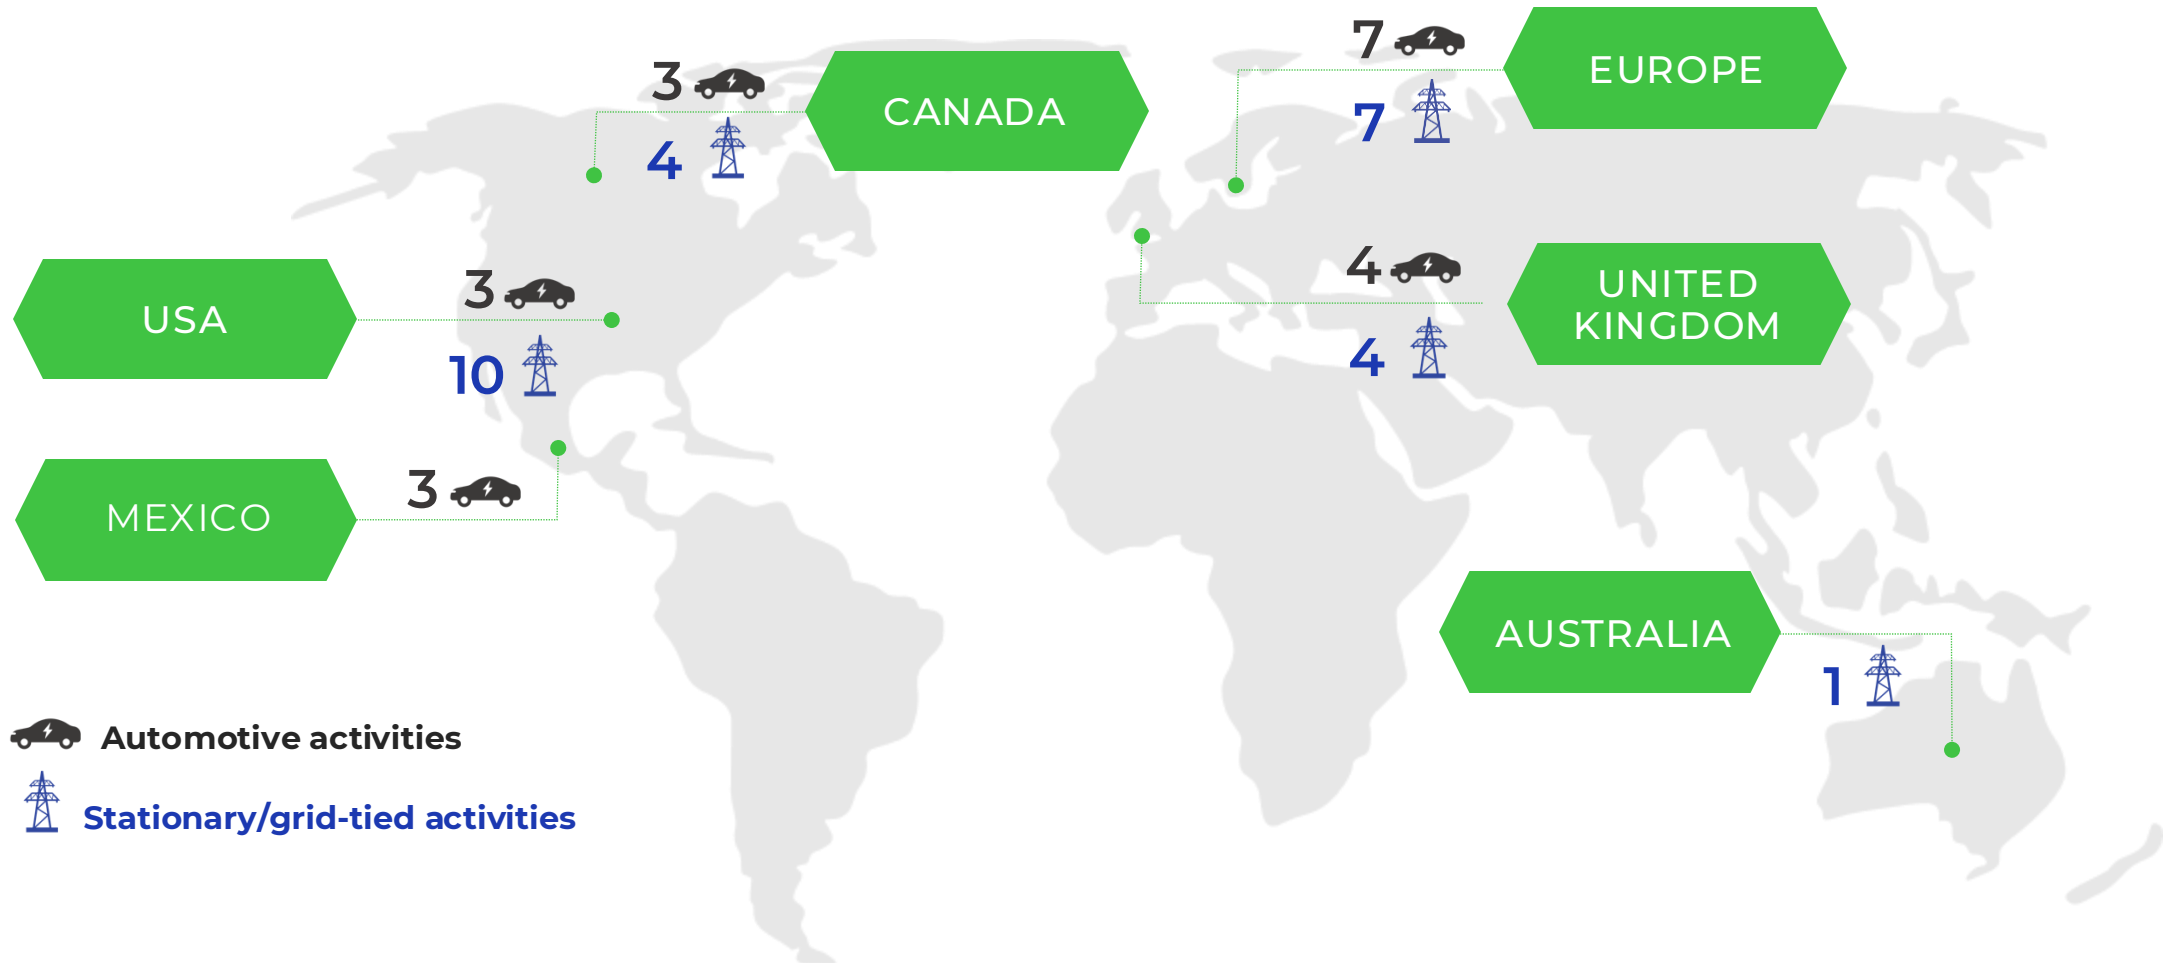 3
CANADA
4
7
EUROPE
7
USA
3
10
4
UNITED
KINGDOM
4
MEXICO
3
AUSTRALIA
1
Automotive activities
Stationary/grid-tied activities